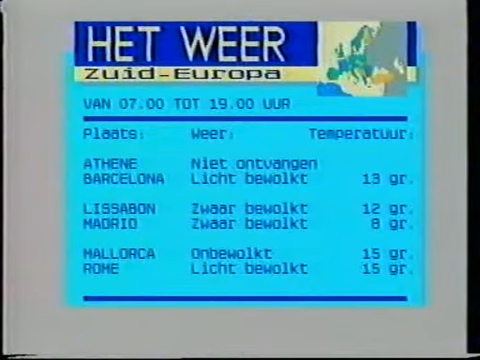 HET WEER
Zuid-Europa
VAN 07.00 TOT 19.00 UUR
Plaats: Weer: Temperatuur:
ATHENE Niet ontvangen
BARCELONA Licht bewolkt 13 gr.
LISSABON Zwaar bewolkt 12 gr.
MADRID Zwaar bewolkt 8 gr.
MALLORCA Onbewolkt 15 gr.
ROME Licht bewolkt 15 gr.